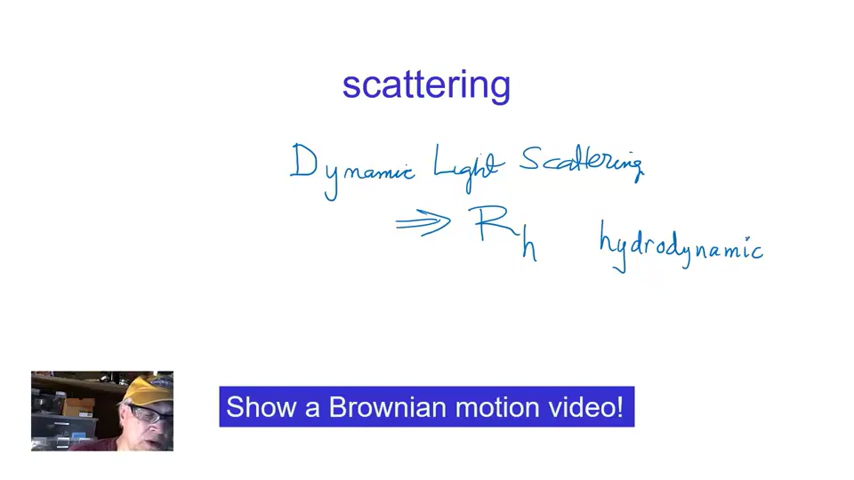 scattering
Dynamic Light Scattering
⇒ Rh hydrodynamic
Show a Brownian motion video!